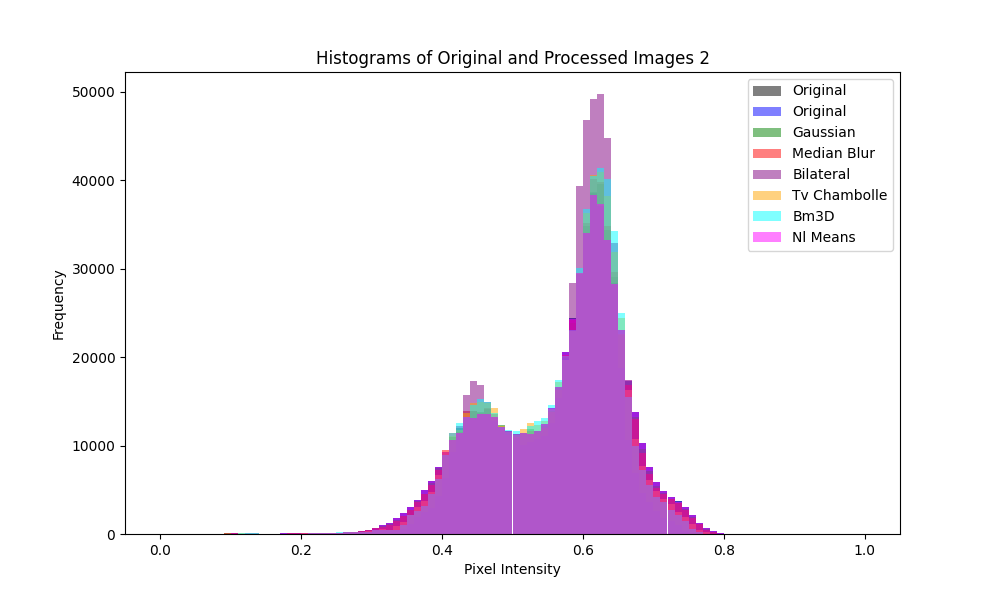 Histograms of Original and Processed Images 2
Original
Original
Gaussian
Median Blur
Bilateral
Tv Chambolle
Bm3D
Nl Means
50000
40000
30000
20000
10000
0
Frequency
0.0 0.2 0.4 0.6 0.8 1.0
Pixel Intensity